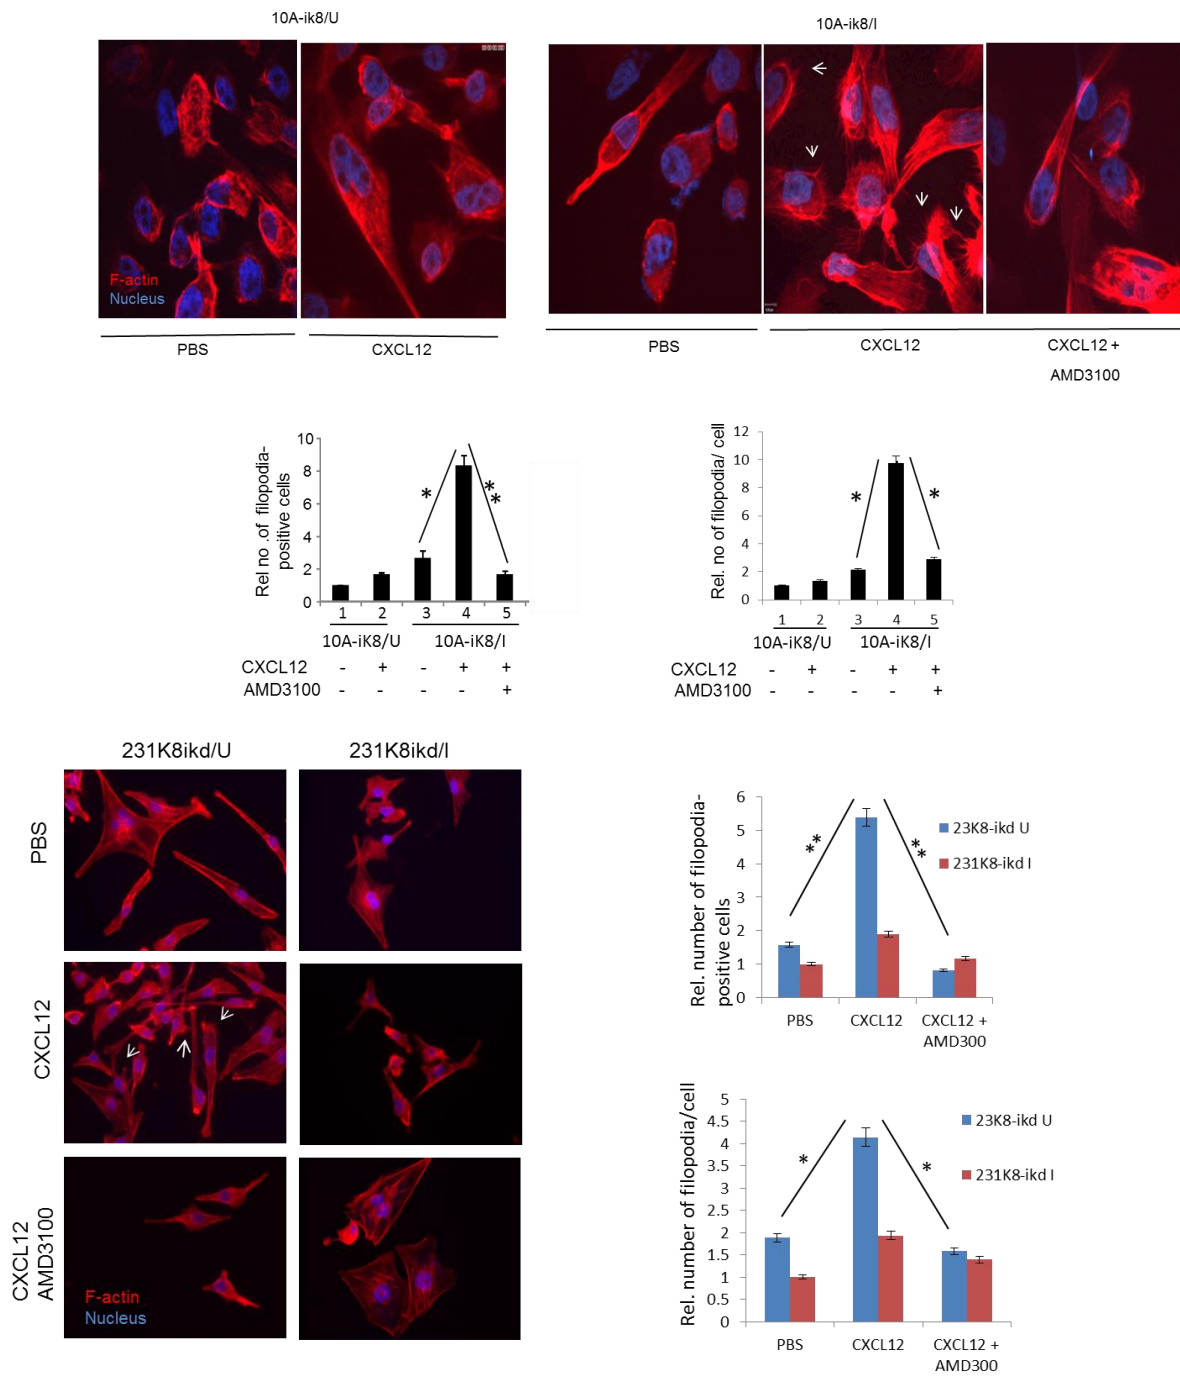 10A-ik8/U
10A-ik8/I
F-actin
Nucleus
PBS
CXCL12
PBS
CXCL12
CXCL12 +
AMD3100
Rel no .of filopodia-
positive cells
10
8
6
4
2
0
*
*
*
1 2 3 4 5
10A-iK8/U 10A-iK8/I
CXCL12 - + - + +
AMD3100 - - - - +
Rel. no of filopodia/ cell
12
10
8
6
4
2
0
*
*
1 2 3 4 5
10A-iK8/U 10A-iK8/I
CXCL12 - + - + +
AMD3100 - - - - +
231K8ikd/U
231K8ikd/I
PBS
CXCL12
CXCL12
AMD3100
F-actin
Nucleus
Rel. number of filopodia-
positive cells
6
5
4
3
2
1
0
**
**
23K8-ikd U
231K8-ikd I
PBS
CXCL12
CXCL12 +
AMD300
Rel. number of filopodia/cell
5
4.5
4
3.5
3
2.5
2
1.5
1
0.5
0
*
*
23K8-ikd U
231K8-ikd I
PBS
CXCL12
CXCL12 +
AMD300